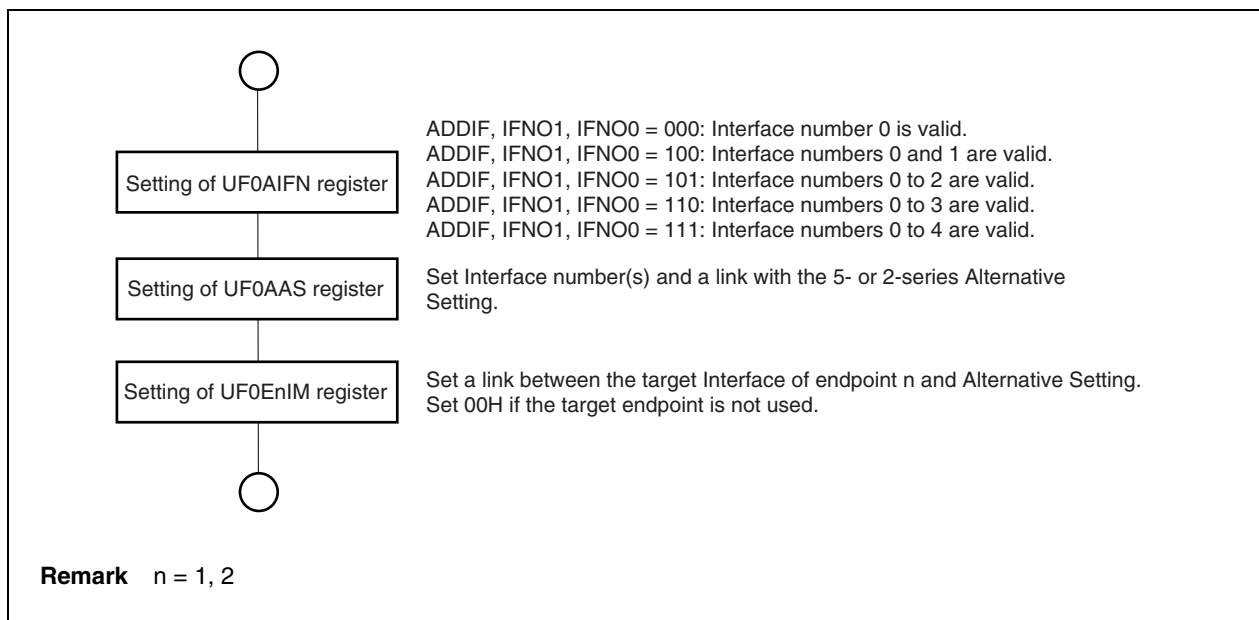 Setting of UF0AIFN register
ADDIF, IFNO1, IFNO0 = 000: Interface number 0 is valid.
ADDIF, IFNO1, IFNO0 = 100: Interface numbers 0 and 1 are valid.
ADDIF, IFNO1, IFNO0 = 101: Interface numbers 0 to 2 are valid.
ADDIF, IFNO1, IFNO0 = 110: Interface numbers 0 to 3 are valid.
ADDIF, IFNO1, IFNO0 = 111: Interface numbers 0 to 4 are valid.
Setting of UF0AAS register
Set Interface number(s) and a link with the 5- or 2-series Alternative
Setting.
Setting of UF0EnIM register
Set a link between the target Interface of endpoint n and Alternative Setting.
Set 00H if the target endpoint is not used.
Remark n = 1, 2